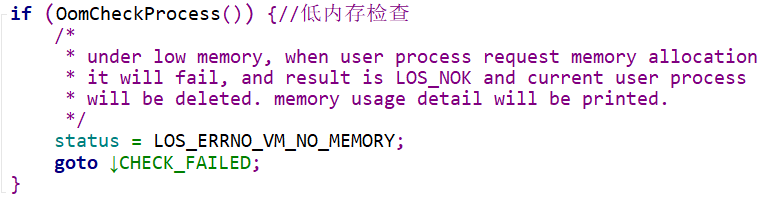 if (OomCheckProcess()) {//低内存检查
/*
* under low memory, when user process request memory allocation
* it will fail, and result is LOS_NOK and current user process
* will be deleted. memory usage detail will be printed.
*/
status = LOS_ERRNO_VM_NO_MEMORY;
goto ↓CHECK_FAILED;
}